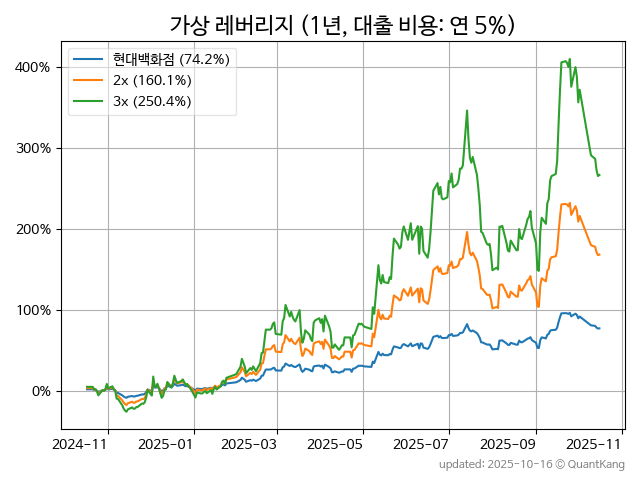 가상 레버리지 (1년, 대출 비용: 연 5%)
현대백화점 (74.2%)
2x (160.1%)
3x (250.4%)
400%
300%
200%
100%
0%
2024-11 2025-01 2025-03 2025-05 2025-07 2025-09 2025-11
updated: 2025-10-16 © QuantKang